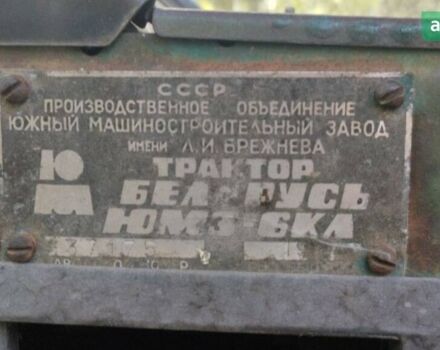 СССР
ПРОИЗВОДСТВЕННОЕ ОБЪЕДИНЕНИЕ
ЮЖНЫЙ МАШИНОСТРОИТЕЛЬНЫЙ ЗАВОД
ИМЕНИ Л.И. БРЕЖНЕВА
ЮМ
ТРАКТОР
БЕЛАРУСЬ
ЮМЗ-6КЛ